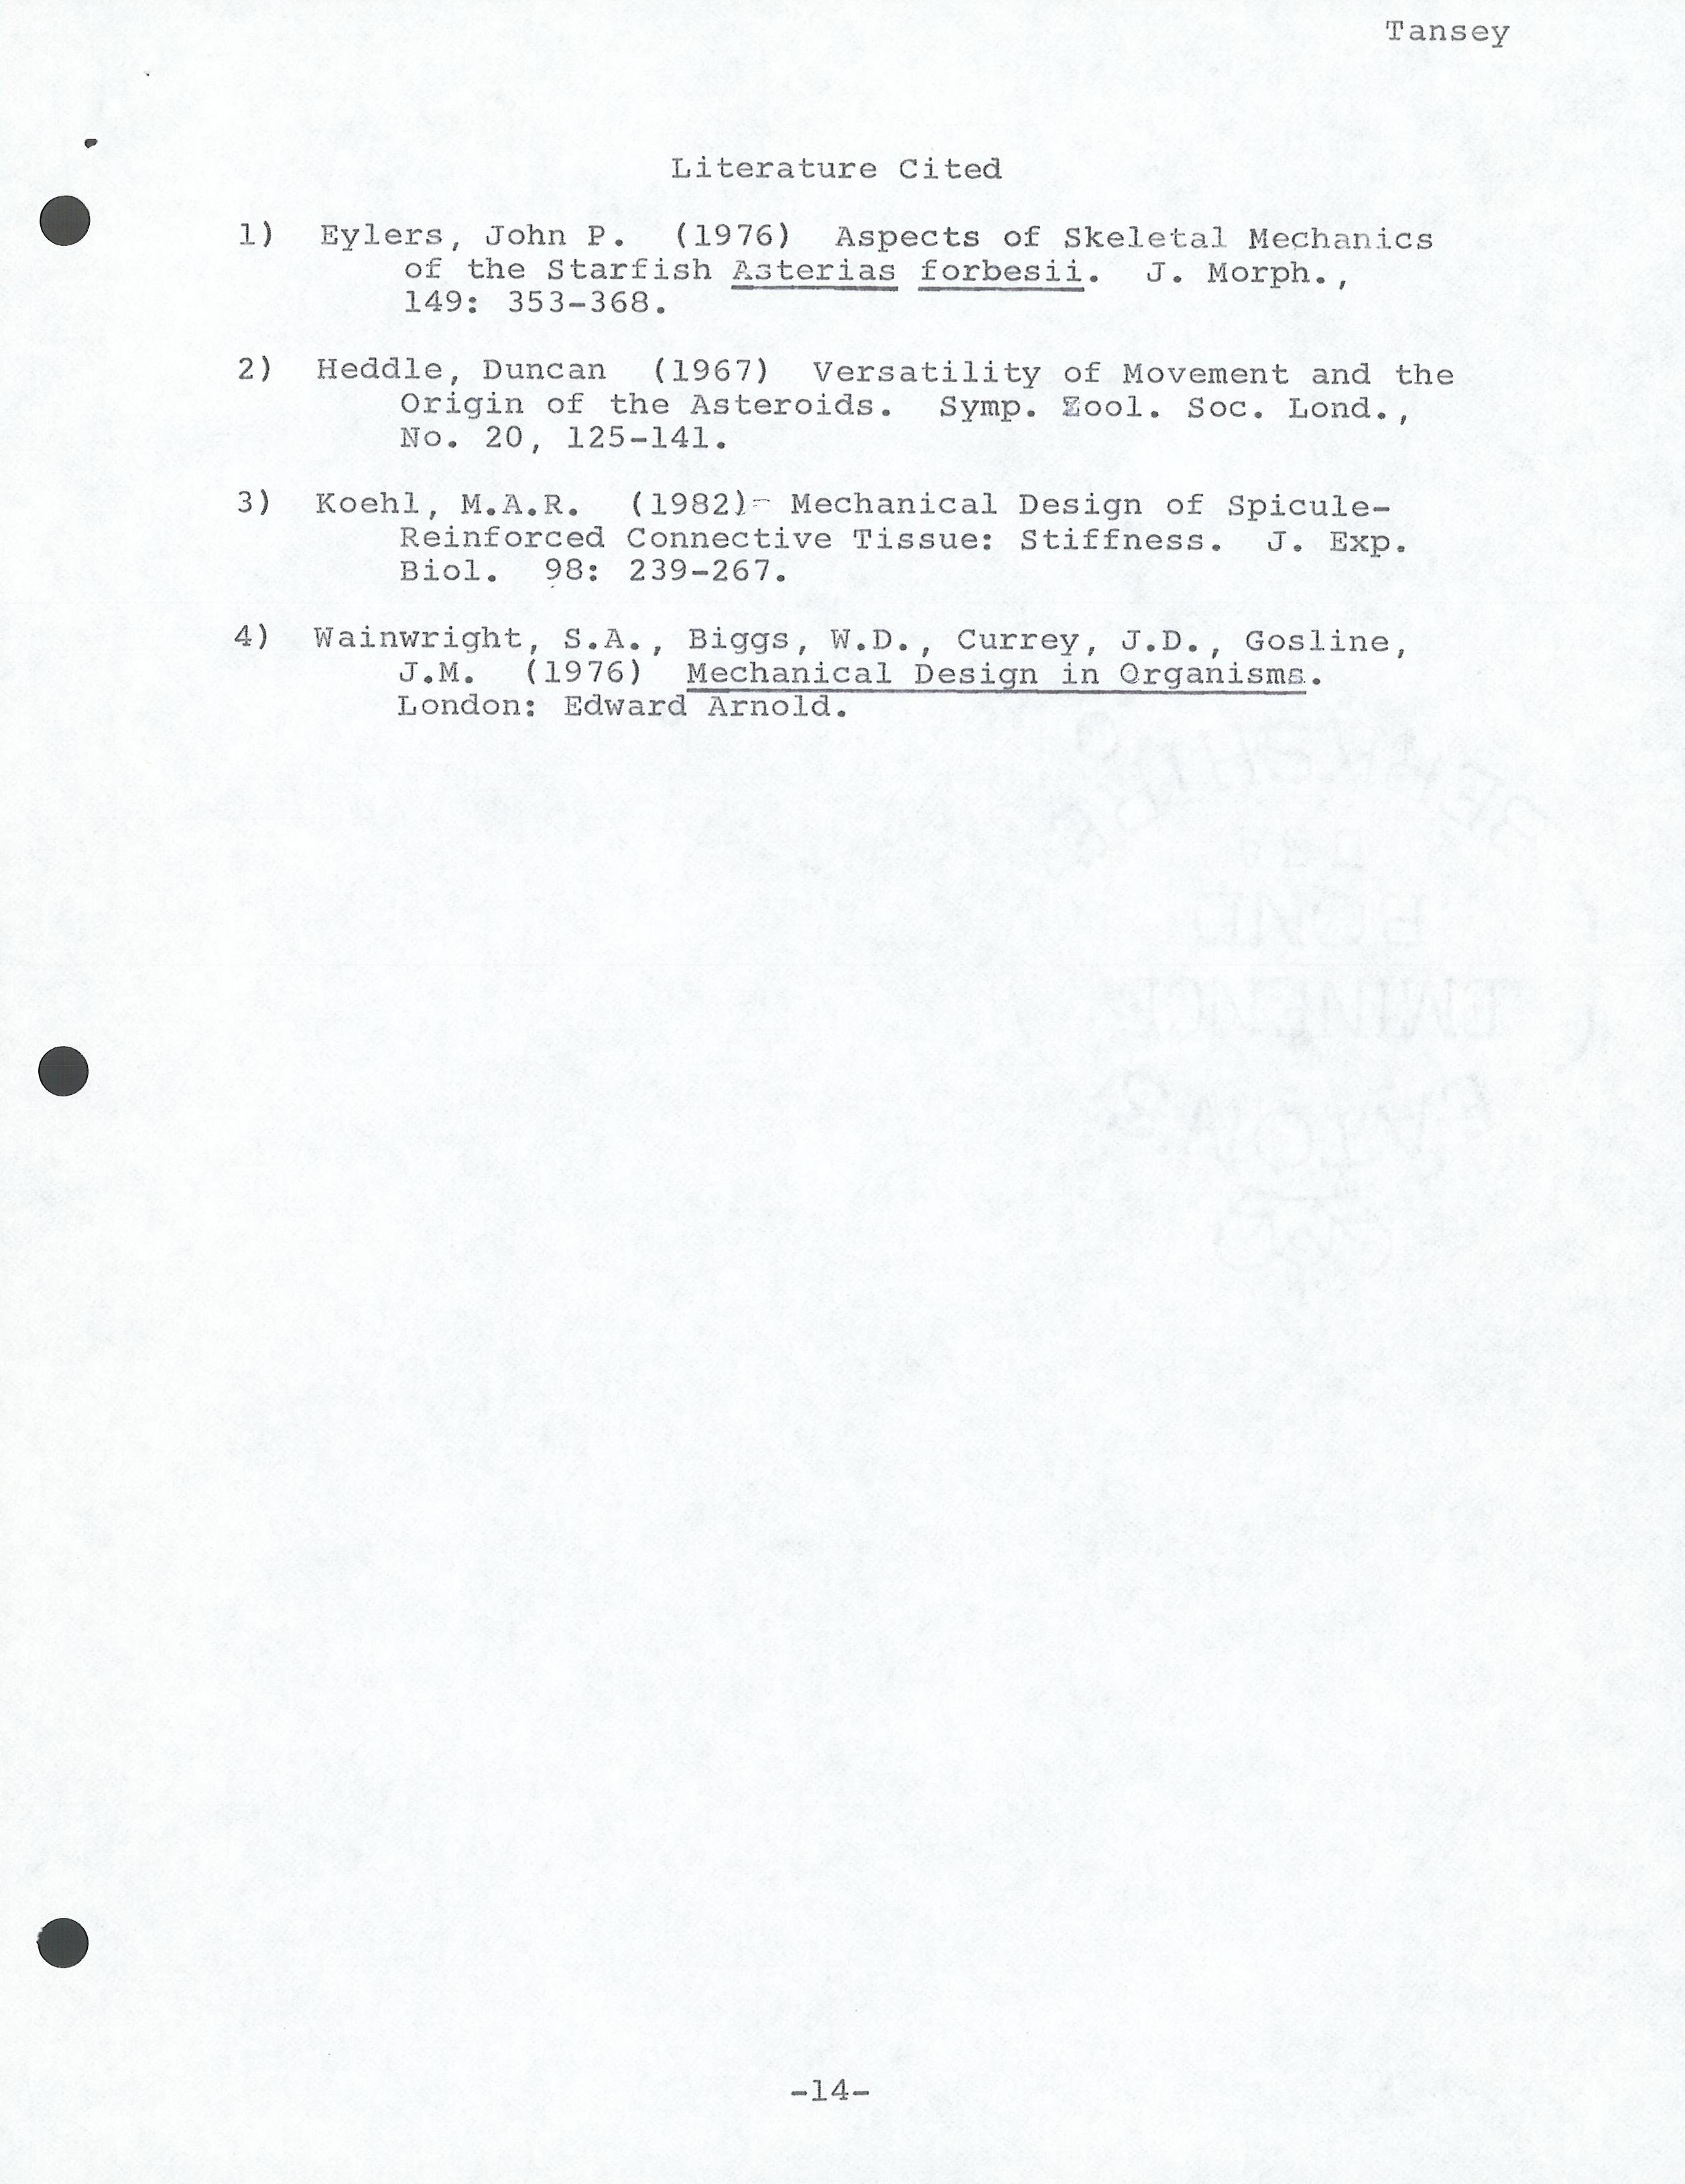 Tansey
Literature Cited
1) Eylers, John P. (1976) Aspects of Skeletal Mechanics
of the Starfish Asterias forbesii. J. Morph.,
149: 353-368.
2) Heddle, Duncan (1967) Versatility of Movement and the
Origin of the Asteroids. Symp. Zool. Soc. Lond.,
No. 20, 125-141.
3) Koehl, M.A.R. (1982)- Mechanical Design of Spicule-
Reinforced Connective Tissue: Stiffness. J. Exp.
Biol. 98: 239-267.
4) Wainwright, S.A., Biggs, W.D., Currey, J.D., Gosline,
J.M. (1976) Mechanical Design in Organisms.
London: Edward Arnold.
-14-